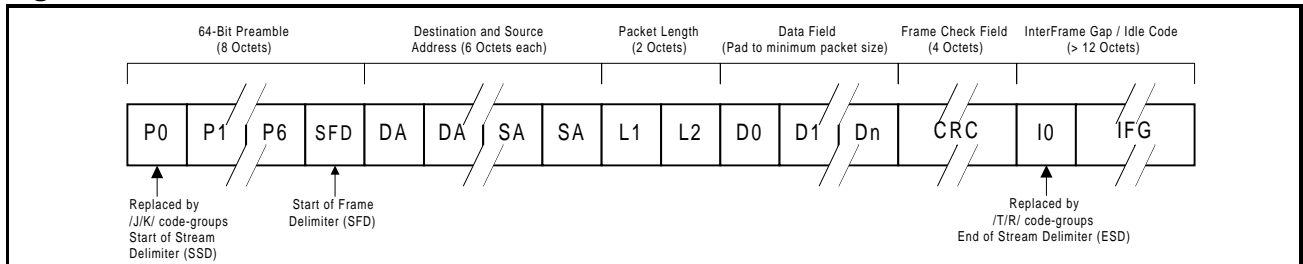 64-Bit Preamble
(8 Octets)
Destination and Source
Address (6 Octets each)
Packet Length
(2 Octets)
Data Field
(Pad to minimum packet size)
Frame Check Field
(4 Octets)
InterFrame Gap / Idle Code
(> 12 Octets)
P0 P1 P6 SFD DA DA SA SA L1 L2 D0 D1 Dn CRC I0 IFG
Replaced by
/J/K/ code-groups
Start of Stream
Delimiter (SSD)
Start of Frame
Delimiter (SFD)
Replaced by
/T/R/ code-groups
End of Stream Delimiter (ESD)